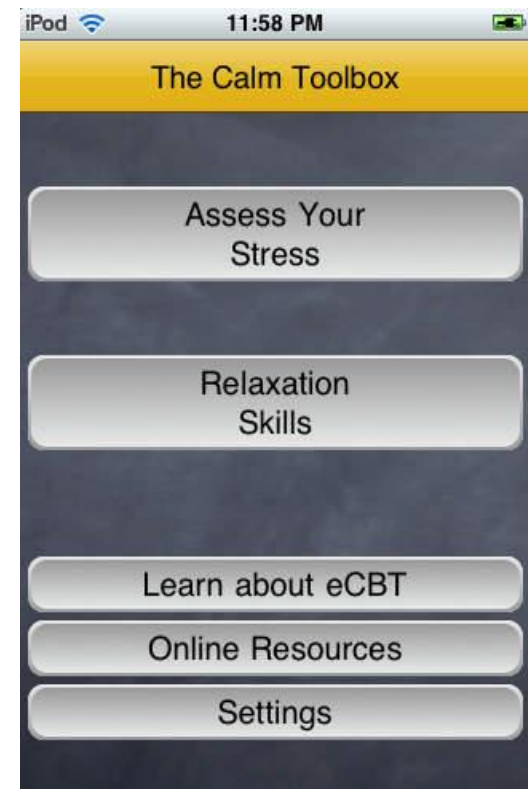 iPod 11:58 PM
The Calm Toolbox
Assess Your
Stress
Relaxation
Skills
Learn about eCBT
Online Resources
Settings